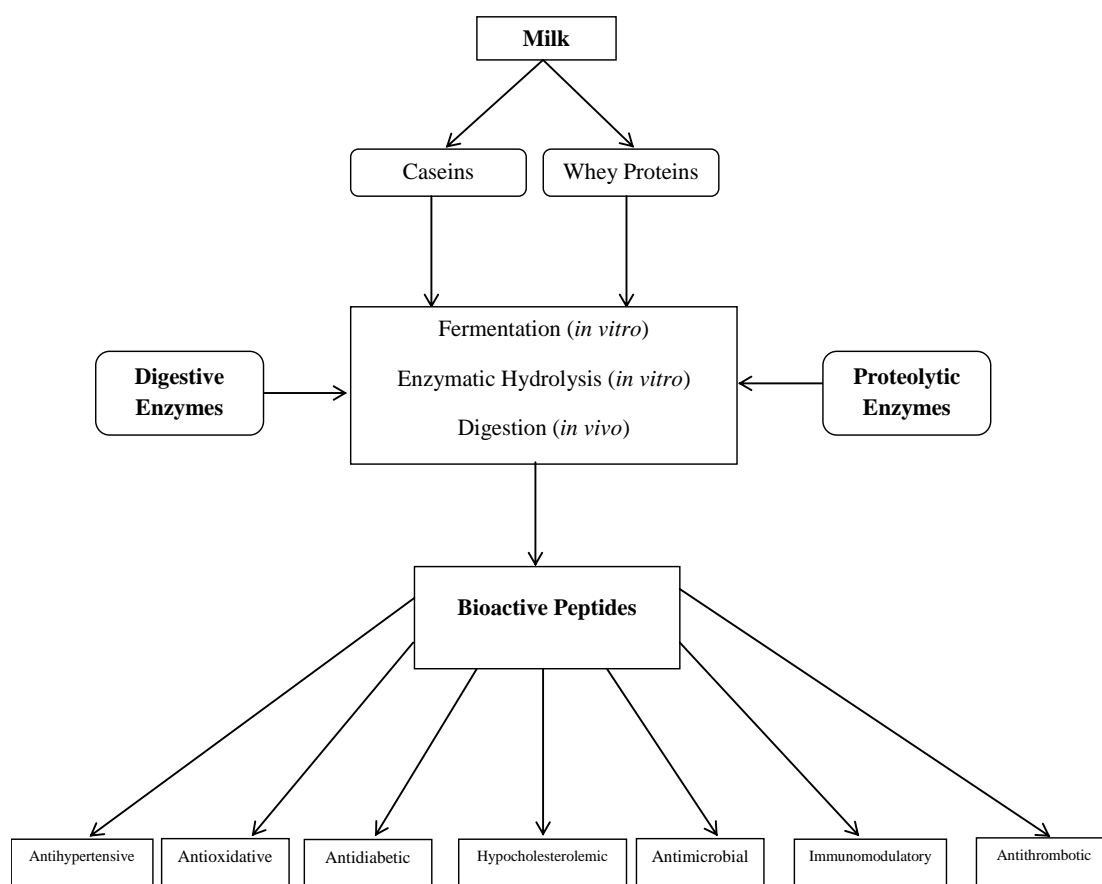 Milk
Caseins
Whey Proteins
Fermentation (in vitro)
Enzymatic Hydrolysis (in vitro)
Digestion (in vivo)
Digestive
Enzymes
Proteolytic
Enzymes
Bioactive Peptides
Antihypertensive
Antioxidative
Antidiabetic
Hypocholesterolemic
Antimicrobial
Immunomodulatory
Antithrombotic